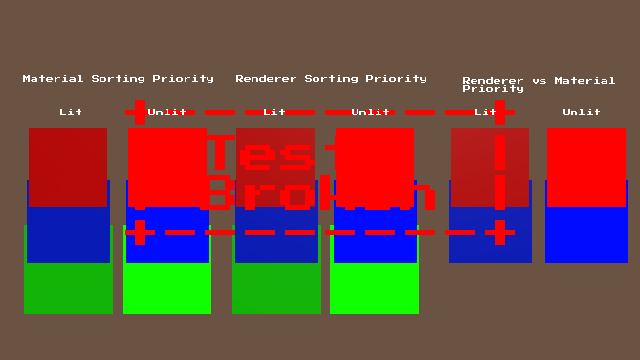 Material Sorting Priority
Renderer Sorting Priority
Renderer vs Material
Priority
Lit
Unlit
Lit
Unlit
Lit
Unlit
Test
Broken